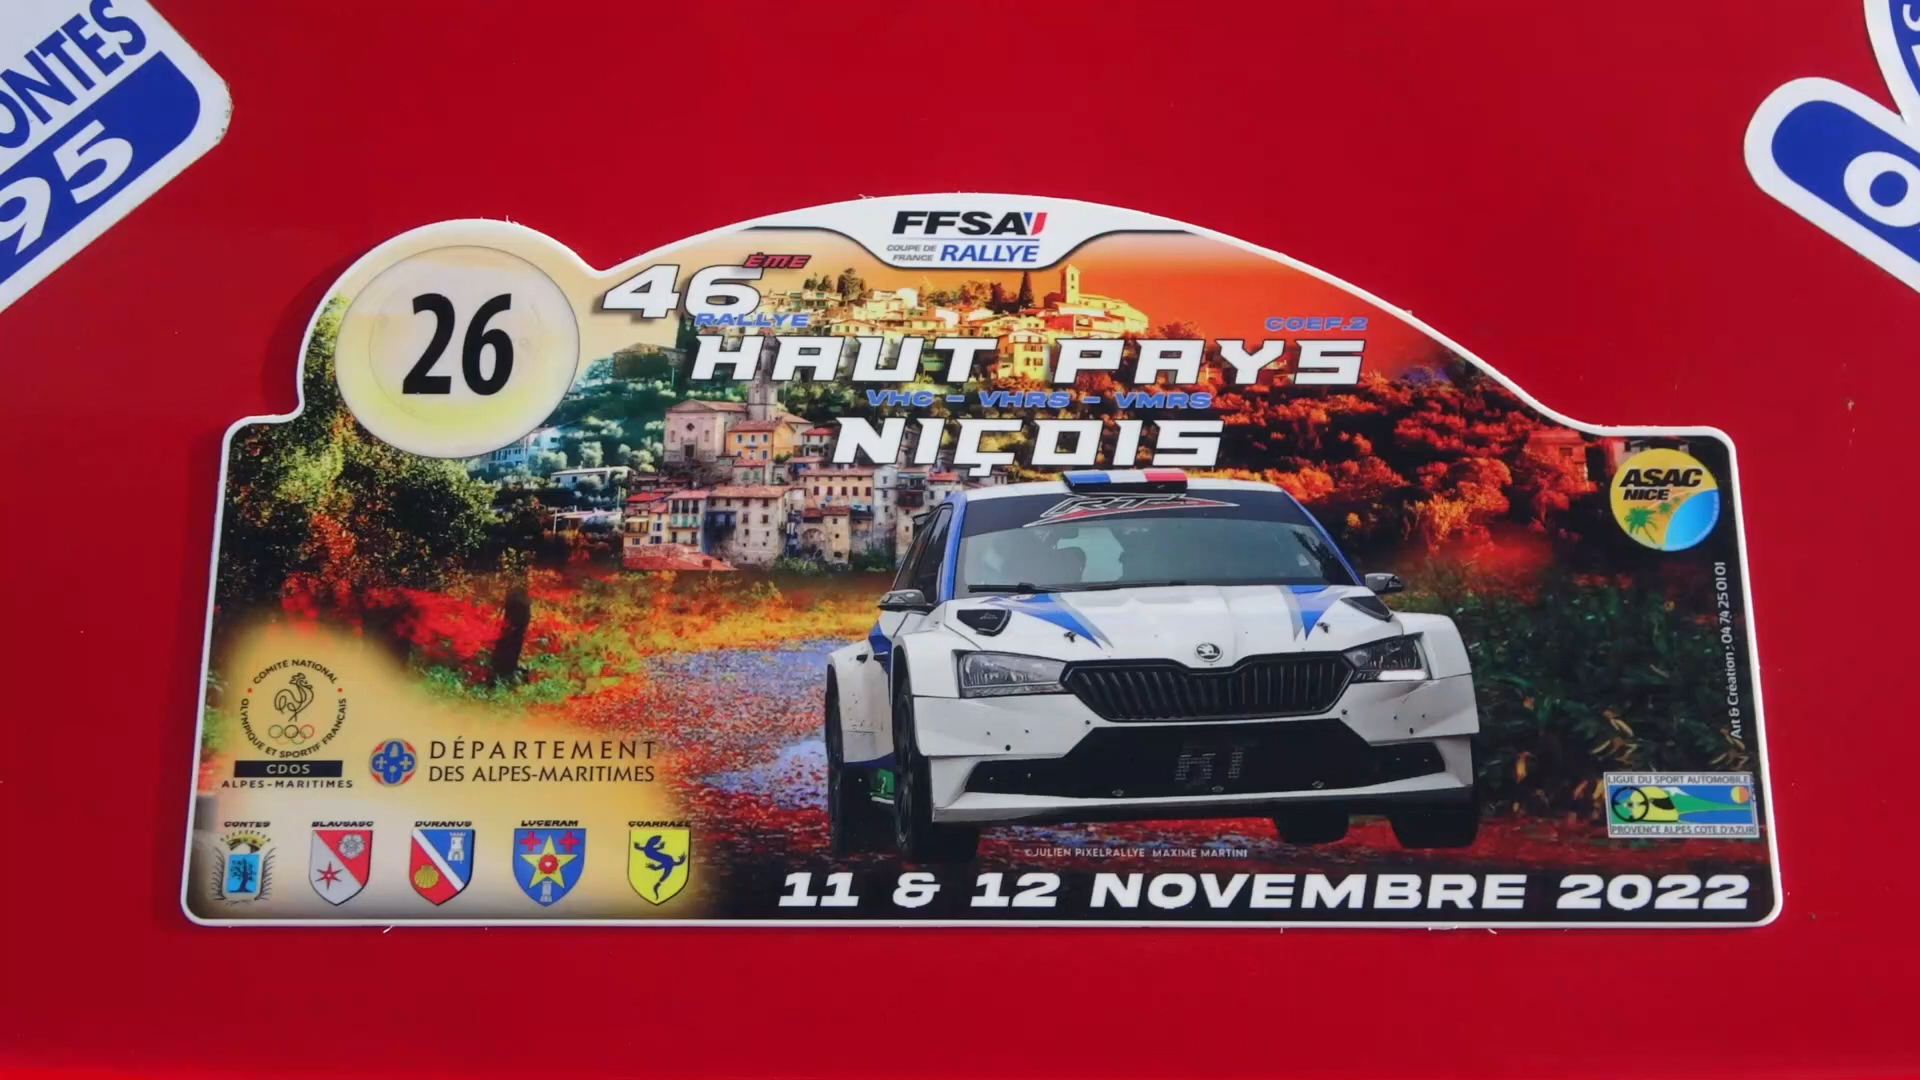 ONTES
95
FFSA
COUPE DE FRANCE RALLYE
26
46ÈME
RALLYE
COEF.2
HAUT PAYS
VHC - VHRS - VMRS
NIÇOIS
ASAC
NICE
RT
COMITÉ NATIONAL
OLYMPIQUE ET SPORTIF FRANÇAIS
CDOS
ALPES-MARITIMES
DÉPARTEMENT
DES ALPES-MARITIMES
Art & Création : 04 74 25 01 01
LIGUE DU SPORT AUTOMOBILE
PROVENCE ALPES COTE D'AZUR
CONTES BLAUSASC DURANUS LUCERAM COARRAZE
©JULIEN PIXELRALLYE MAXIME MARTINI
11 & 12 NOVEMBRE 2022